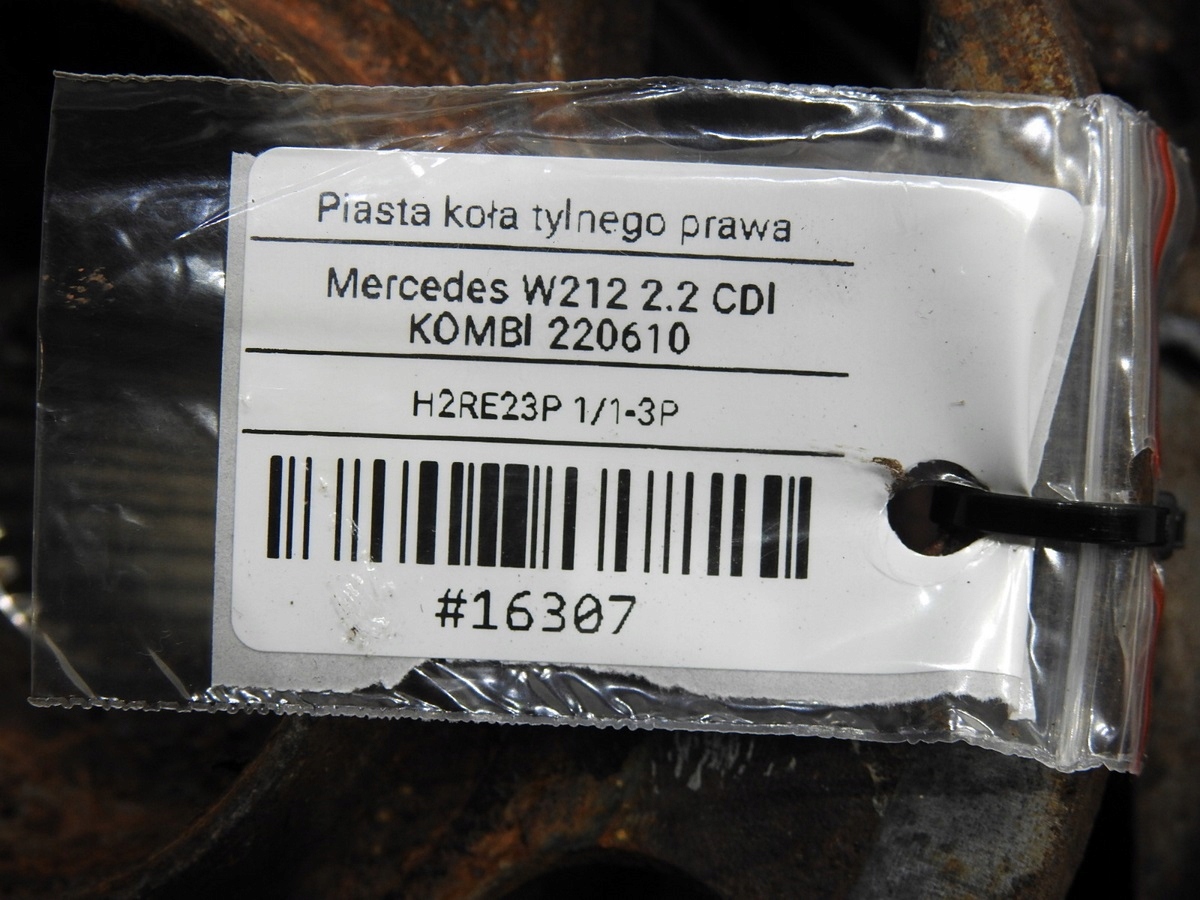 Piasta koła tylnego prawa
Mercedes W212 2.2 CDI
KOMBI 220610
H2RE23P 1/1-3P
#16307